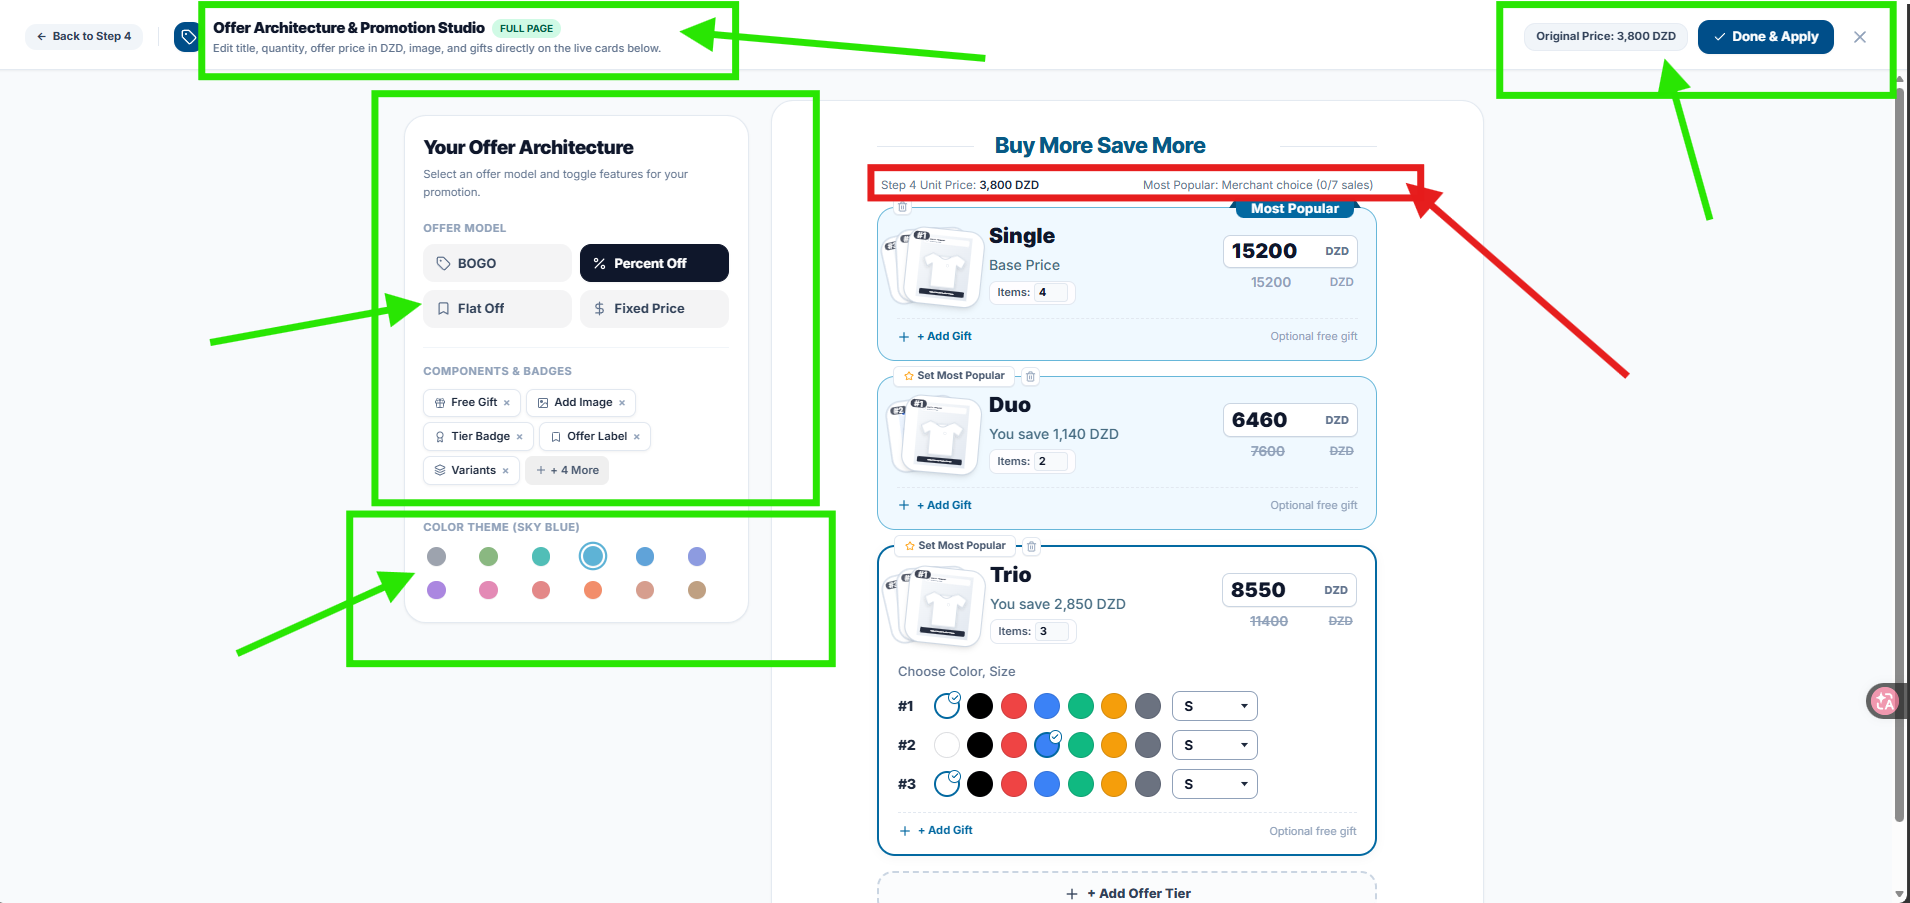 Back to Step 4
Offer Architecture & Promotion Studio
FULL PAGE
Edit title, quantity, offer price in DZD, image, and gifts directly on the live cards below.
Original Price: 3,800 DZD
Done & Apply
Your Offer Architecture
Select an offer model and toggle features for your
promotion.
OFFER MODEL
BOGO
Percent Off
Flat Off
Fixed Price
COMPONENTS & BADGES
Free Gift ×
Add Image ×
Tier Badge ×
Offer Label ×
Variants ×
+ + 4 More
COLOR THEME (SKY BLUE)
Buy More Save More
Step 4 Unit Price: 3,800 DZD
Most Popular: Merchant choice (0/7 sales)
Most Popular
#1
Single
Base Price
Items: 4
15200 DZD
15200 DZD
+ + Add Gift
Optional free gift
Set Most Popular
#2
#1
Duo
You save 1,140 DZD
Items: 2
6460 DZD
7600 DZD
+ + Add Gift
Optional free gift
Set Most Popular
#1
Trio
You save 2,850 DZD
Items: 3
8550 DZD
11400 DZD
Choose Color, Size
#1 S
#2 S
#3 S
+ + Add Gift
Optional free gift
+ + Add Offer Tier